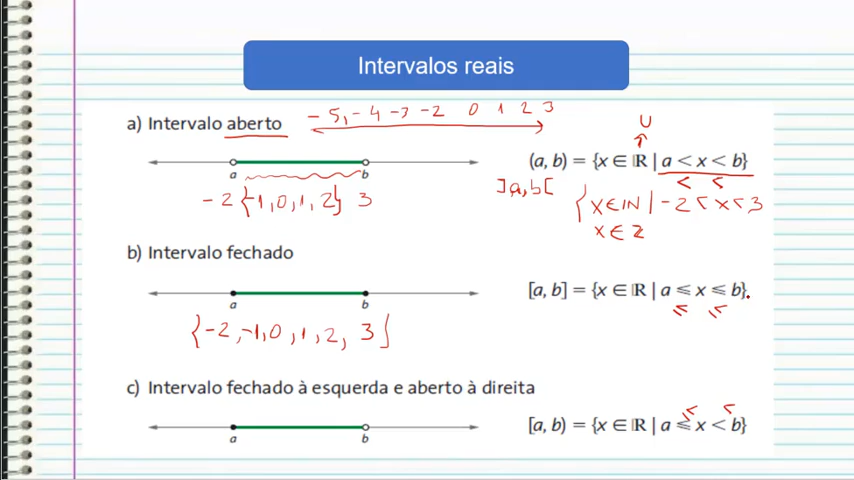 Intervalos reais
a) Intervalo aberto
-5,-4 -3 -2 0 1 2 3
U
(a, b) = {x ∈ ℝ | a < x < b}
a b
]a,b[
< <
-2 {-1,0,1,2} 3
{x∈IN | -2 < x < 3
x ∈ Z
b) Intervalo fechado
[a, b] = {x ∈ ℝ | a ⩽ x ⩽ b}.
a b
≤ ≤
{-2,-1,0,1,2,3}
c) Intervalo fechado à esquerda e aberto à direita
≤ <
[a, b) = {x ∈ ℝ | a ⩽ x < b}
a b